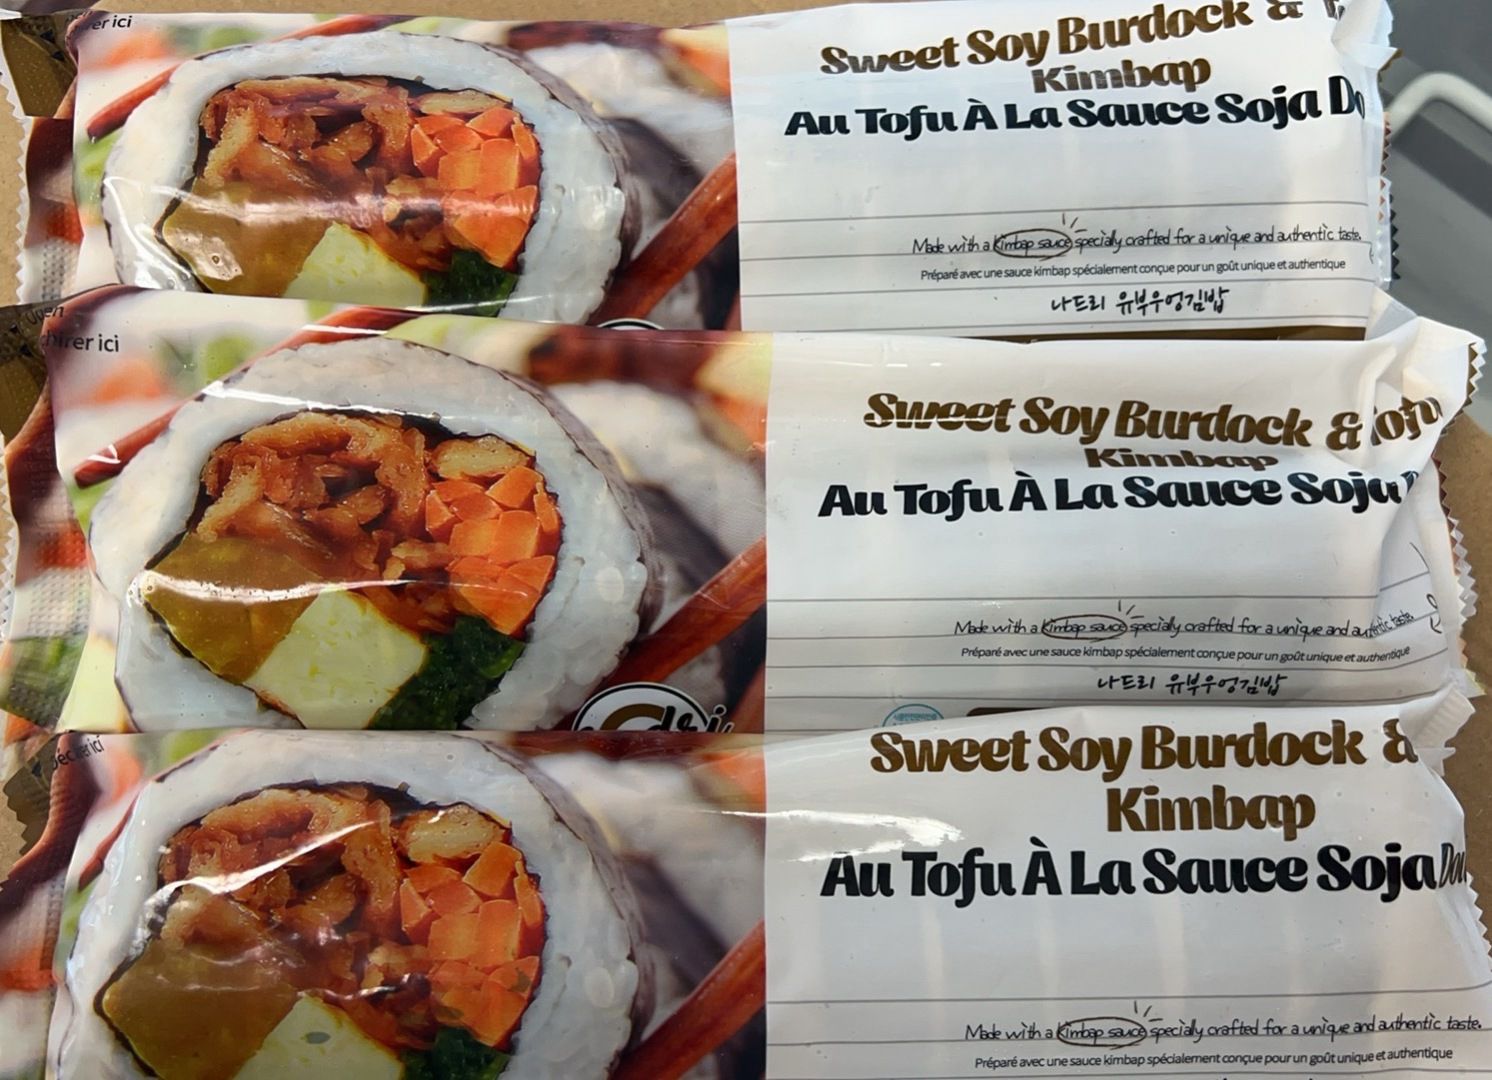 ici
Sweet Soy Burdock &
Kimbap
Au Tofu À La Sauce Soja
Made with a kimbap sauce specially crafted for a unique and authentic taste.
Préparé avec une sauce kimbap spécialement conçue pour un goût unique et authentique
나드리 유부우엉김밥
ici
Sweet Soy Burdock & Tofu
Kimbap
Au Tofu À La Sauce Soja
Made with a kimbap sauce specially crafted for a unique and authentic taste.
Préparé avec une sauce kimbap spécialement conçue pour un goût unique et authentique
나드리 유부우엉김밥
ici
Sweet Soy Burdock &
Kimbap
Au Tofu À La Sauce Soja
Made with a kimbap sauce specially crafted for a unique and authentic taste.
Préparé avec une sauce kimbap spécialement conçue pour un goût unique et authentique